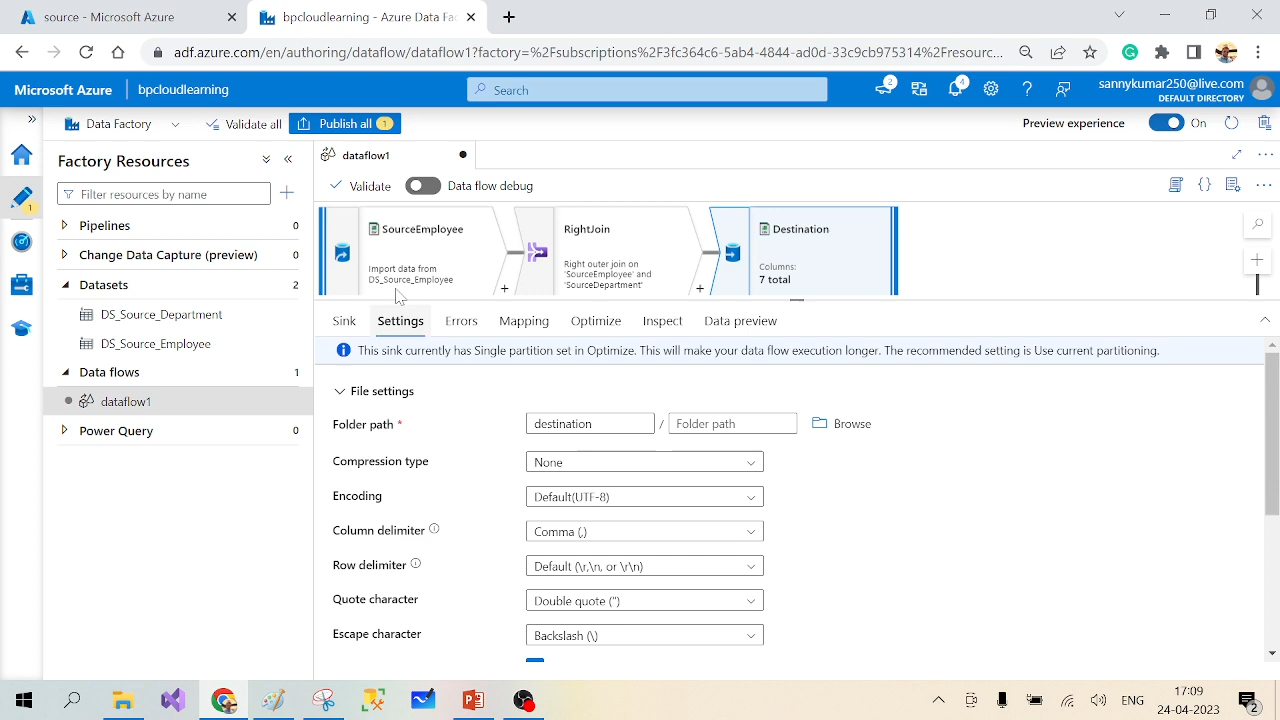 source - Microsoft Azure
bpcloudlearning - Azure Data Fac
adf.azure.com/en/authoring/dataflow/dataflow1?factory=%2Fsubscriptions%2F3fc364c6-5ab4-4844-ad0d-33c9cb975314%2Fresourc...
Microsoft Azure
bpcloudlearning
Search
2
4
sannykumar250@live.com
DEFAULT DIRECTORY
Data Factory
Validate all
Publish all 1
Preview experience
On
Factory Resources
dataflow1
Filter resources by name
Validate
Data flow debug
1
Pipelines 0
Change Data Capture (preview) 0
Datasets 2
DS_Source_Department
DS_Source_Employee
Data flows 1
dataflow1
Power Query 0
SourceEmployee
Import data from
DS_Source_Employee
+
RightJoin
Right outer join on
'SourceEmployee' and
'SourceDepartment'
+
Destination
Columns:
7 total
Sink
Settings
Errors
Mapping
Optimize
Inspect
Data preview
This sink currently has Single partition set in Optimize. This will make your data flow execution longer. The recommended setting is Use current partitioning.
File settings
Folder path * destination / Folder path Browse
Compression type None
Encoding Default(UTF-8)
Column delimiter Comma (,)
Row delimiter Default (\r,\n, or \r\n)
Quote character Double quote (")
Escape character Backslash (\)
ENG
17:09
24-04-2023
2